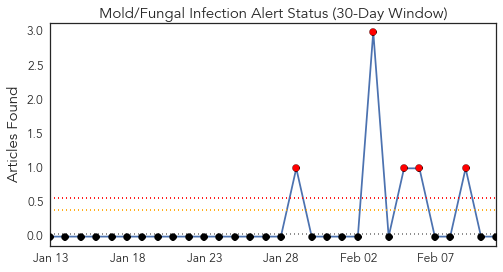 Mold/Fungal Infection Alert Status (30-Day Window)
Articles Found
3.0
2.5
2.0
1.5
1.0
0.5
0.0
Jan 13
Jan 18
Jan 23
Jan 28
Feb 02
Feb 07